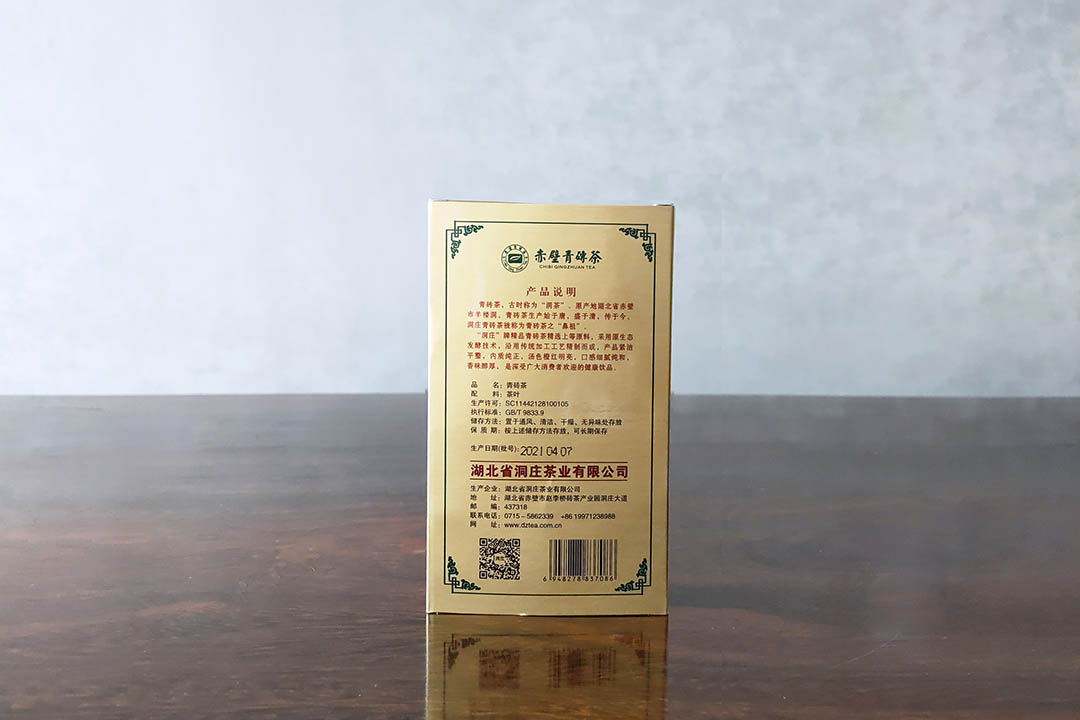 赤壁青砖茶
CHIBI QINGZHUAN TEA
产品说明
青砖茶，古时称为“洞茶”．原产地湖北省赤壁
市羊楼洞，青砖茶生产始于唐，盛于清，传于今。
洞庄青砖茶被称为青砖茶之“鼻祖”．
“洞庄”牌精品青砖茶精选上等原料，采用原生态
发酵技术，沿用传统加工工艺精制而成，产品紧洁
平整，内质纯正，汤色橙红明亮，口感细腻纯和，
香味醇厚，是深受广大消费者欢迎的健康饮品。
品 名：青砖茶
配 料：茶叶
生产许可：SC11442128100105
执行标准：GB/T 9833.9
储存方法：置于通风、清洁、干燥、无异味处存放
保 质 期：按上述储存方法存放，可长期保存
生产日期(批号)：2021 04 07
湖北省洞庄茶业有限公司
生产企业：湖北省洞庄茶业有限公司
地 址：湖北省赤壁市赵李桥砖茶产业园洞庄大道
邮 编：437318
联系电话：0715－5862339 +86 19971238988
网 址：www.dztea.com.cn
6 948278 837086